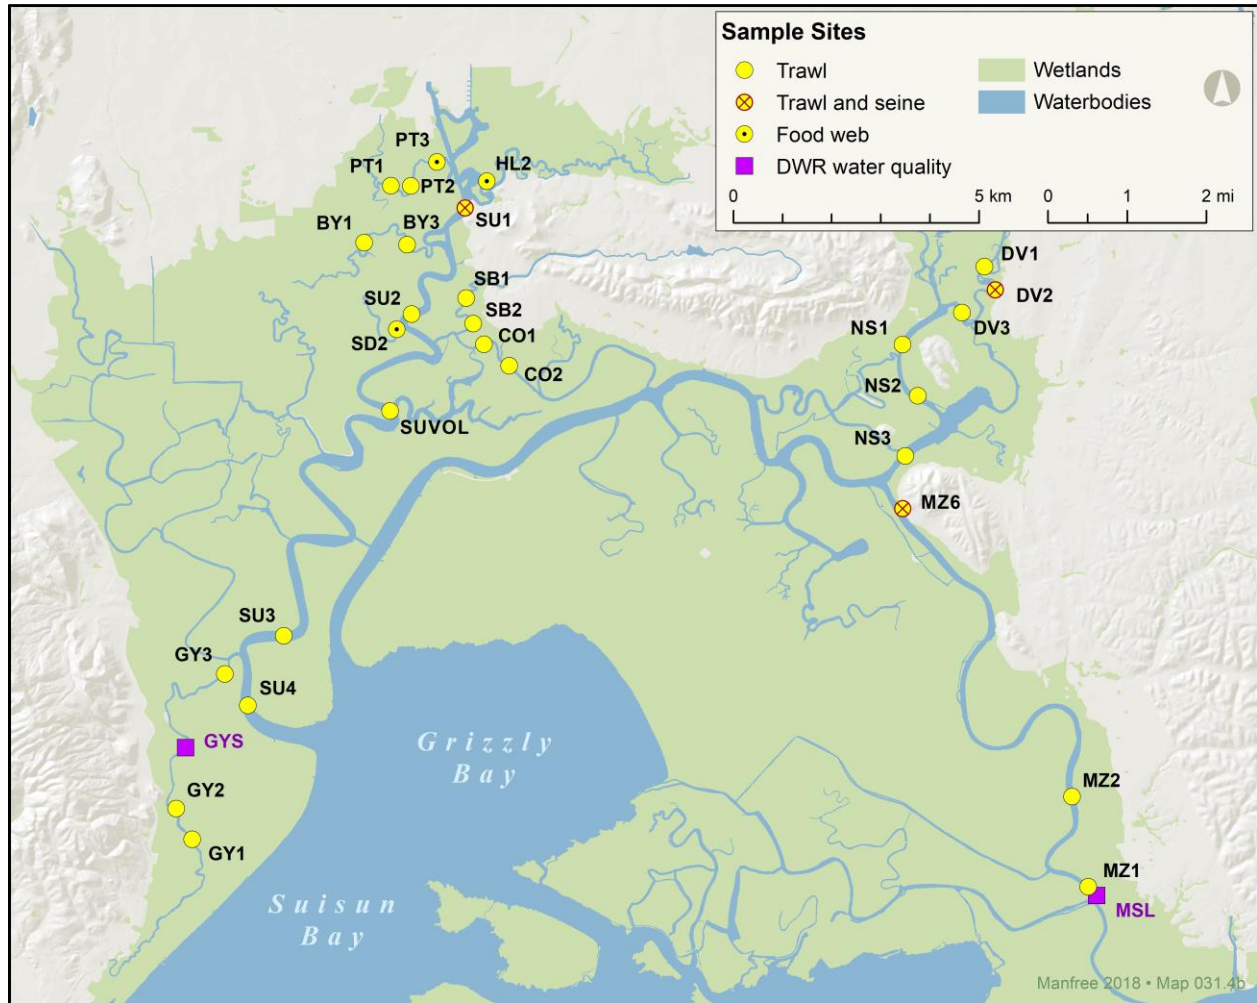 Sample Sites
Trawl
Trawl and seine
Food web
DWR water quality
Wetlands
Waterbodies
0 5 km 0 1 2 mi
PT3
PT1
PT2
HL2
SU1
BY1
BY3
SB1
SU2
SB2
SD2
CO1
CO2
SUVOL
DV1
DV2
DV3
NS1
NS2
NS3
MZ6
SU3
GY3
SU4
GYS
GY2
GY1
Grizzly
Bay
Suisun
Bay
MZ2
MZ1
MSL
Manfree 2018 • Map 031.4b